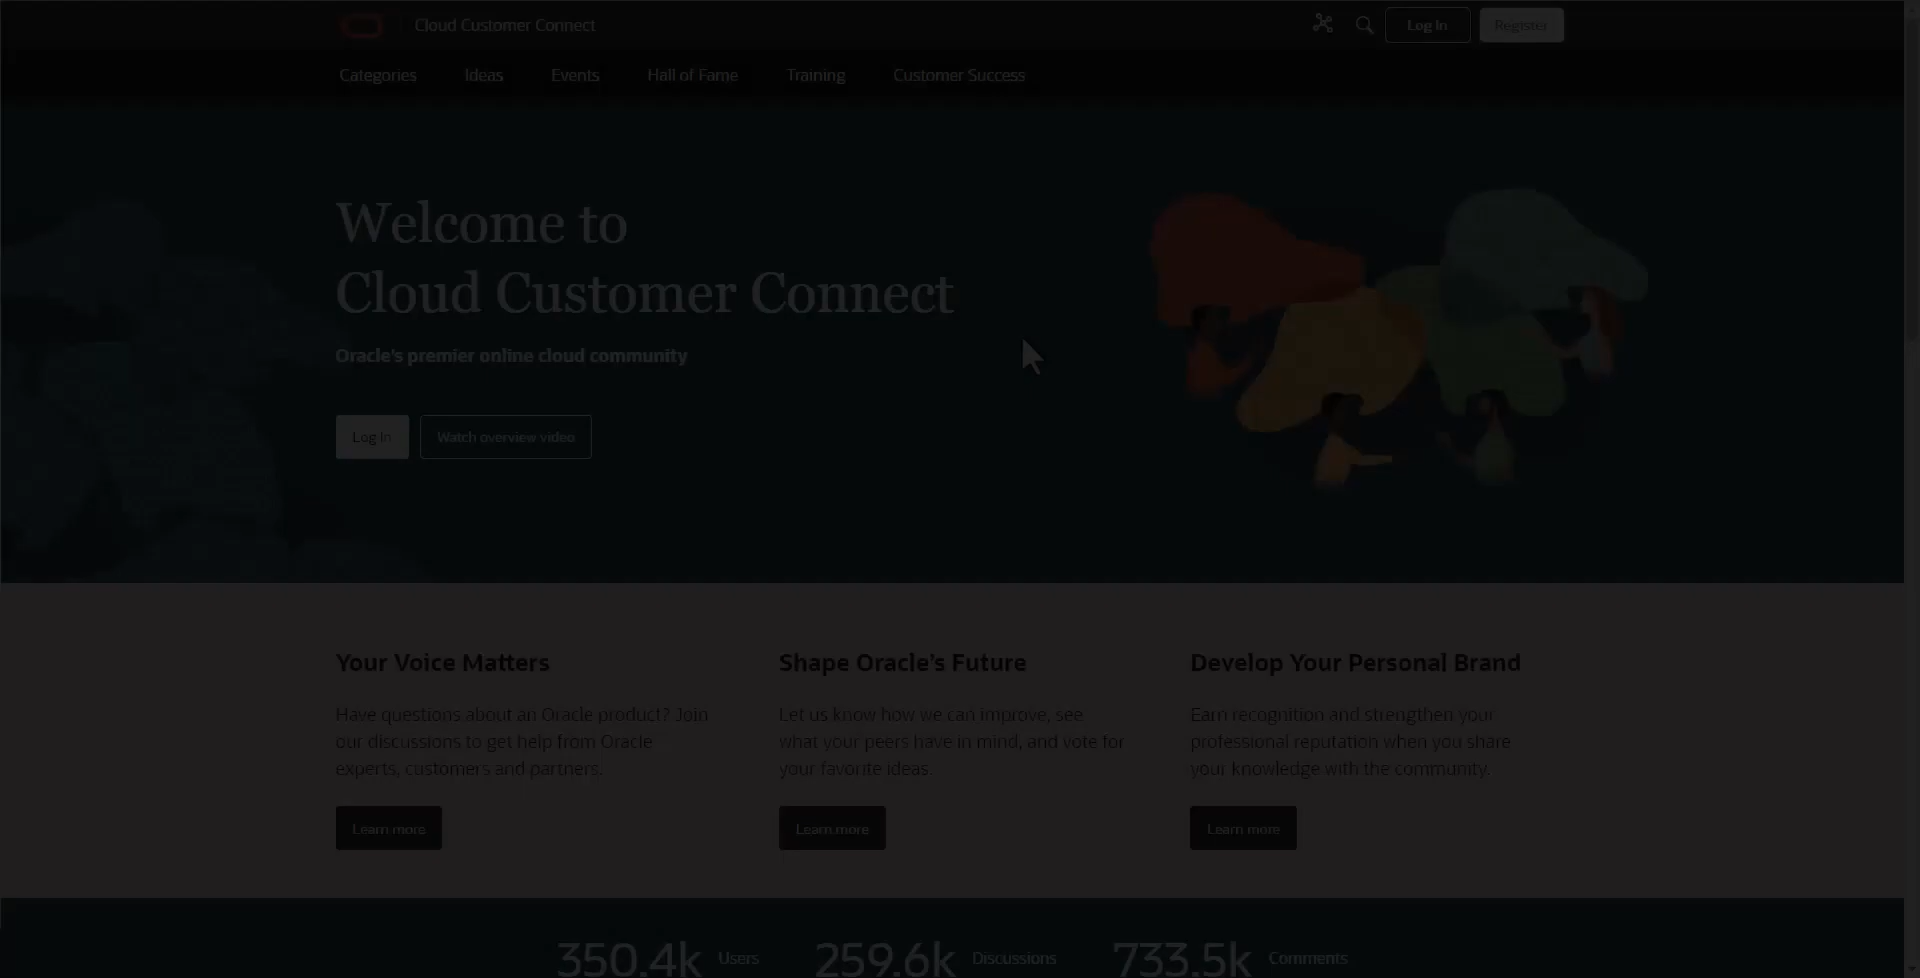 Cloud Customer Connect
Log In
Register
Categories
Ideas
Events
Hall of Fame
Training
Customer Success
Welcome to
Cloud Customer Connect
Oracle's premier online cloud community
Log In
Watch overview video
Your Voice Matters
Have questions about an Oracle product? Join
our discussions to get help from Oracle
experts, customers and partners.
Learn more
Shape Oracle’s Future
Let us know how we can improve, see
what your peers have in mind, and vote for
your favorite ideas.
Learn more
Develop Your Personal Brand
Earn recognition and strengthen your
professional reputation when you share
your knowledge with the community.
Learn more
350.4k Users
259.6k Discussions
733.5k Comments